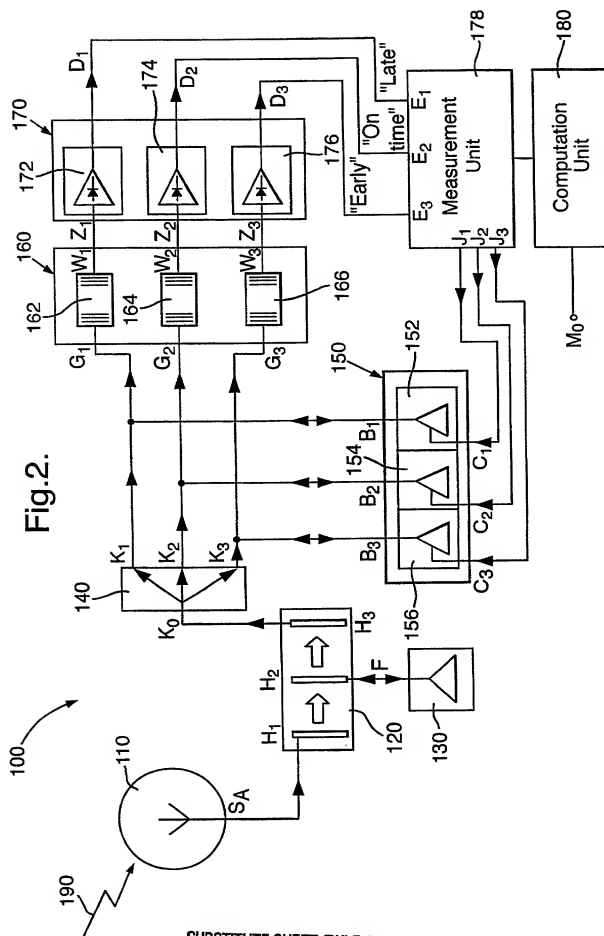 Fig.2.
100
190
110
SA
H1
H2
H3
120
F
130
140
K0
K1
K2
K3
150
B1
B2
B3
152
154
156
C1
C2
C3
160
G1
G2
G3
162
164
166
W1
W2
W3
Z1
Z2
Z3
170
172
174
176
D1
D2
D3
"Late"
"On
time"
"Early"
E1
E2
E3
Measurement
Unit
178
J1
J2
J3
Computation
Unit
180
M0